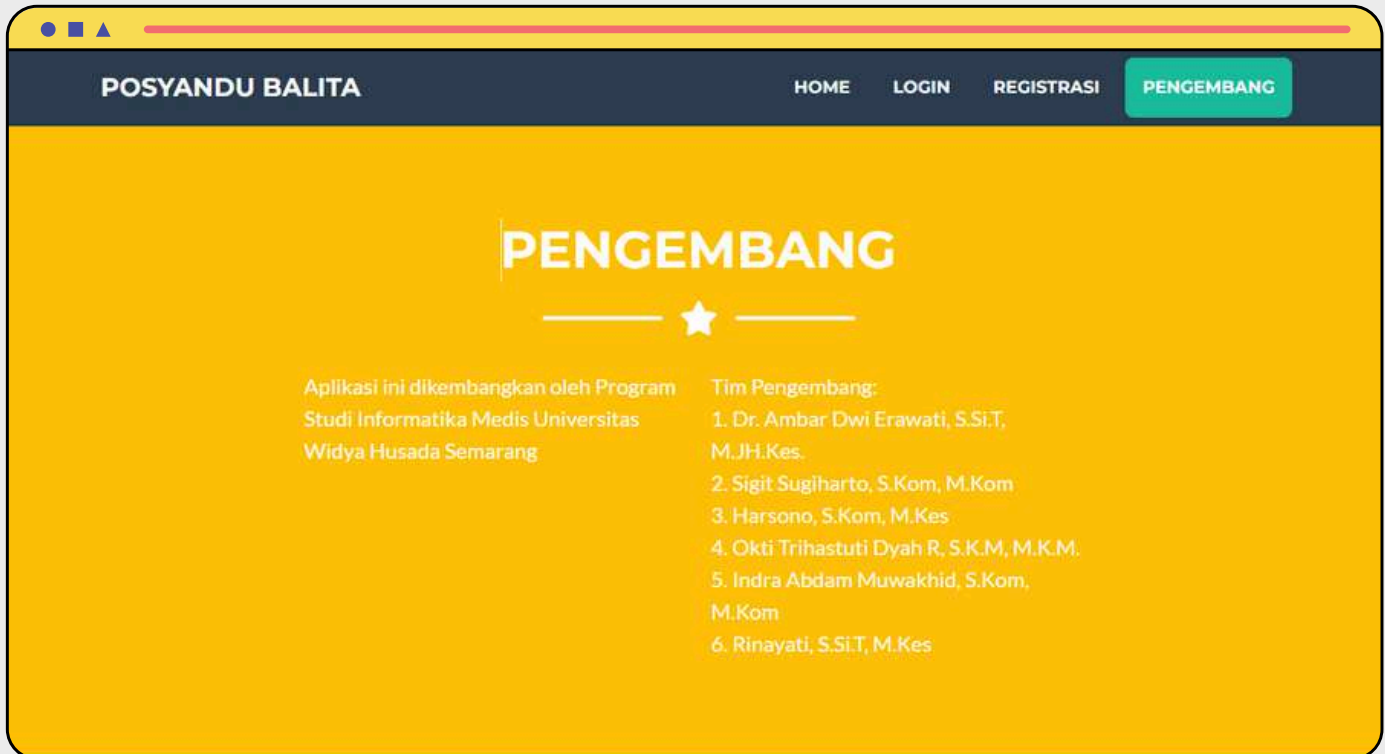 POSYANDU BALITA
HOME LOGIN REGISTRASI PENGEMBANG
PENGEMBANG
Aplikasi ini dikembangkan oleh Program
Studi Informatika Medis Universitas
Widya Husada Semarang
Tim Pengembang:
1. Dr. Ambar Dwi Erawati, S.Si.T,
M.JH.Kes.
2. Sigit Sugiharto, S.Kom, M.Kom
3. Harsono, S.Kom, M.Kes
4. Okti Trihastuti Dyah R, S.K.M, M.K.M.
5. Indra Abdam Muwakhid, S.Kom,
M.Kom
6. Rinayati, S.Si.T, M.Kes